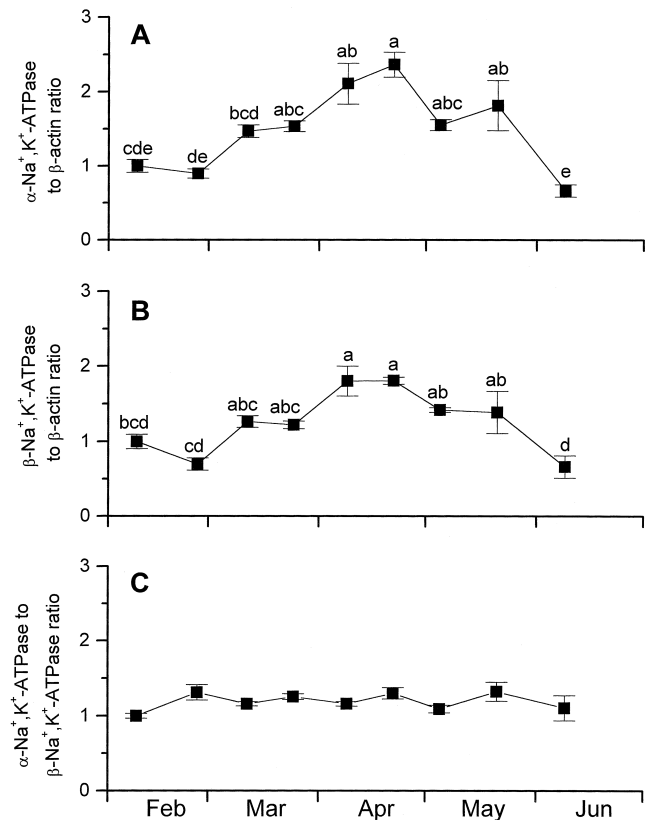 A
α-Na⁺,K⁺-ATPase
to β-actin ratio
3
2
1
0
cde
de
bcd
abc
ab
a
abc
ab
e
B
β-Na⁺,K⁺-ATPase
to β-actin ratio
3
2
1
0
bcd
cd
abc
abc
a
a
ab
ab
d
C
α-Na⁺,K⁺-ATPase to
β-Na⁺,K⁺-ATPase ratio
3
2
1
0
Feb Mar Apr May Jun